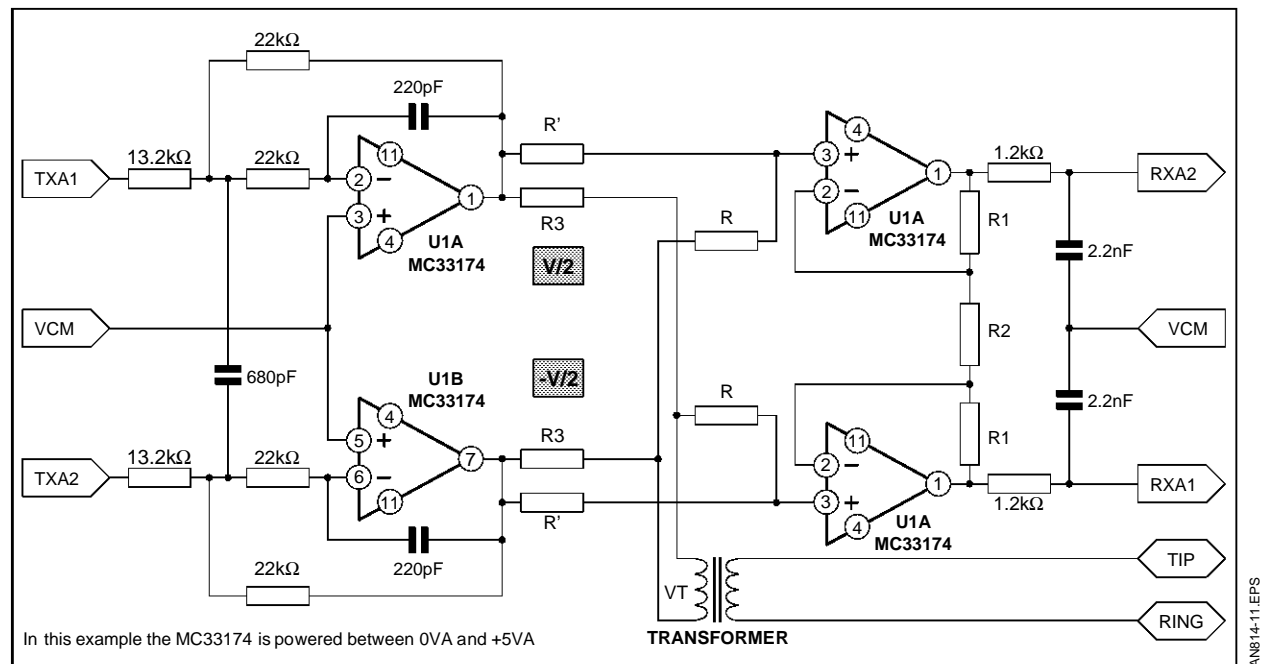 22kΩ
220pF
R'
TXA1
13.2kΩ
22kΩ
11
2
−
3
+
4
1
U1A
MC33174
R3
V/2
R
4
3
+
2
−
11
1
U1A
MC33174
1.2kΩ
RXA2
R1
2.2nF
VCM
R2
VCM
680pF
U1B
MC33174
-V/2
R
2.2nF
R1
4
5
+
6
−
11
7
R3
R'
TXA2
13.2kΩ
22kΩ
220pF
22kΩ
11
2
−
3
+
4
1
U1A
MC33174
1.2kΩ
RXA1
TIP
VT
RING
TRANSFORMER
In this example the MC33174 is powered between 0VA and +5VA
AN814-11.EPS